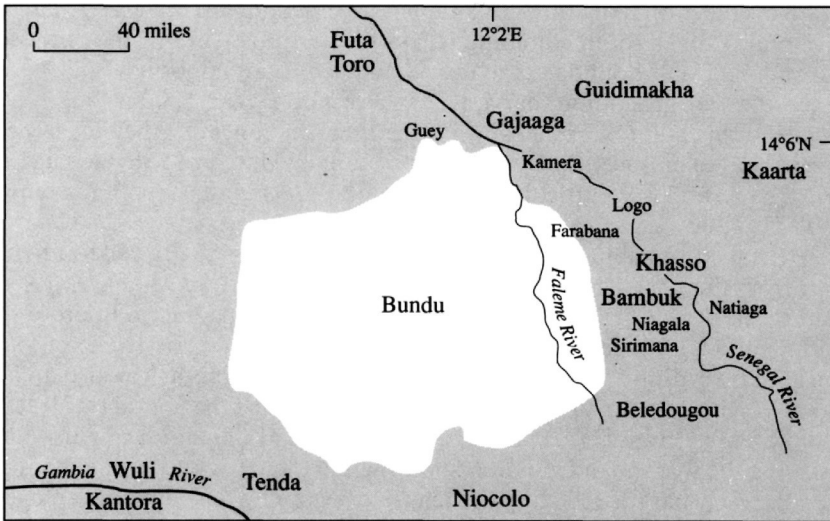 0 40 miles
12°2'E
Futa
Toro
Guidimakha
Gajaaga
Guey
14°6'N
Kamera
Kaarta
Logo
Farabana
Khasso
Faleme River
Bundu
Bambuk
Natiaga
Niagala
Sirimana
Senegal River
Beledougou
Gambia Wuli River
Tenda
Kantora
Niocolo